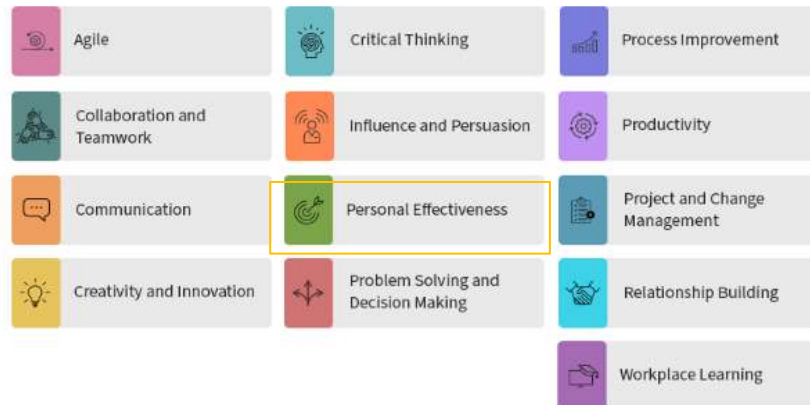 Agile
Critical Thinking
Process Improvement
Collaboration and
Teamwork
Influence and Persuasion
Productivity
Communication
Personal Effectiveness
Project and Change
Management
Creativity and Innovation
Problem Solving and
Decision Making
Relationship Building
Workplace Learning